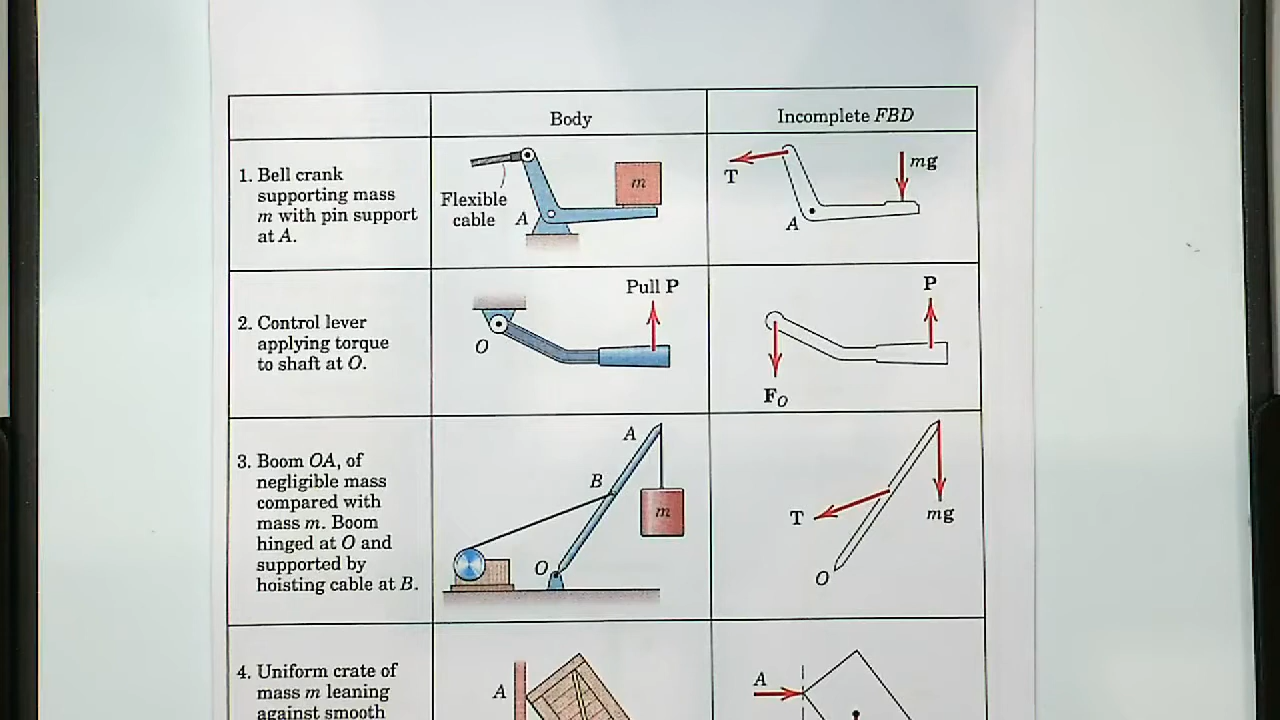 Body
Incomplete FBD
1. Bell crank
supporting mass
m with pin support
at A.
Flexible
cable
A
m
T
mg
A
2. Control lever
applying torque
to shaft at O.
Pull P
O
P
F_O
3. Boom OA, of
negligible mass
compared with
mass m. Boom
hinged at O and
supported by
hoisting cable at B.
A
B
m
O
T
mg
O
4. Uniform crate of
mass m leaning
against smooth
A
A